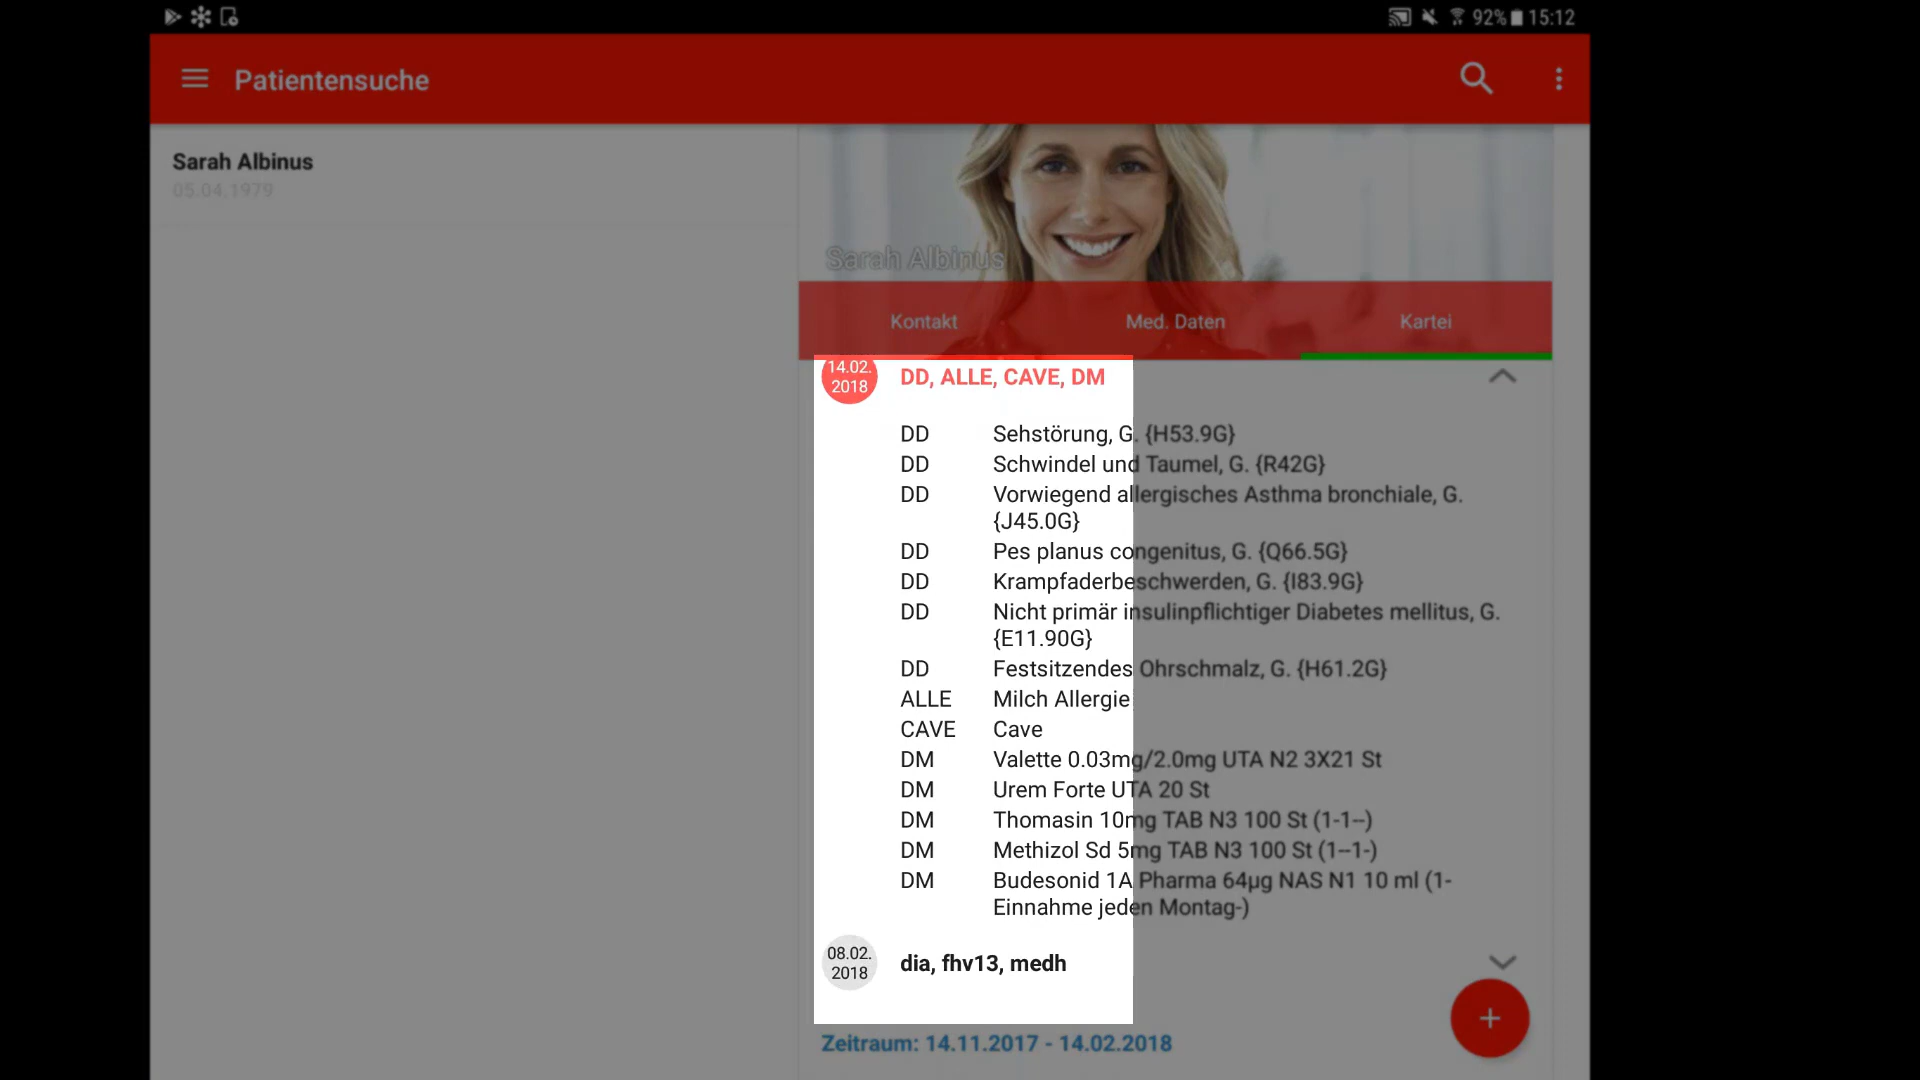 92% 15:12
Patientensuche
Sarah Albinus
05.04.1979
Sarah Albinus
Kontakt Med. Daten Kartei
14.02.
2018
DD, ALLE, CAVE, DM
DD Sehstörung, G. {H53.9G}
DD Schwindel und Taumel, G. {R42G}
DD Vorwiegend allergisches Asthma bronchiale, G.
{J45.0G}
DD Pes planus congenitus, G. {Q66.5G}
DD Krampfaderbeschwerden, G. {I83.9G}
DD Nicht primär insulinpflichtiger Diabetes mellitus, G.
{E11.90G}
DD Festsitzendes Ohrschmalz, G. {H61.2G}
ALLE Milch Allergie
CAVE Cave
DM Valette 0.03mg/2.0mg UTA N2 3X21 St
DM Urem Forte UTA 20 St
DM Thomasin 10mg TAB N3 100 St (1-1--)
DM Methizol Sd 5mg TAB N3 100 St (1--1-)
DM Budesonid 1A Pharma 64µg NAS N1 10 ml (1-
Einnahme jeden Montag-)
08.02.
2018
dia, fhv13, medh
Zeitraum: 14.11.2017 - 14.02.2018